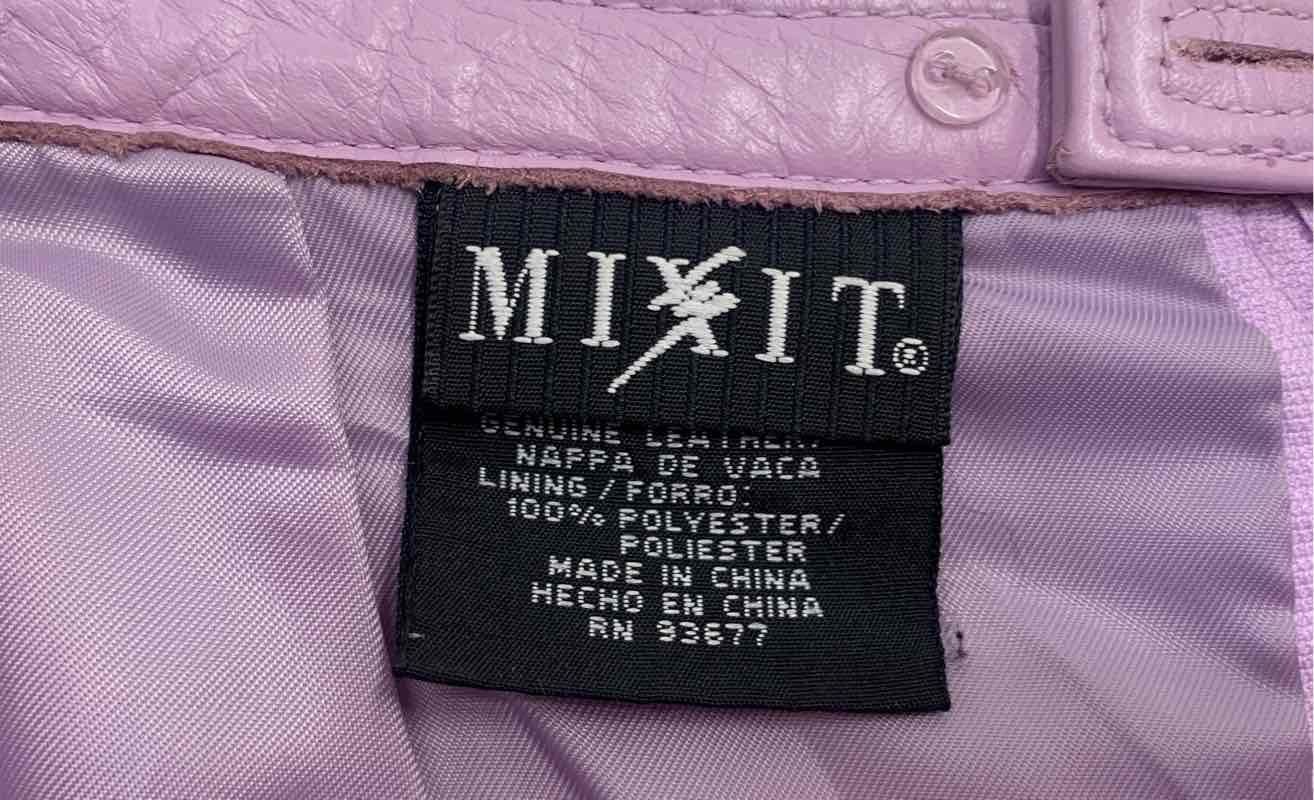 MIXIT®
GENUINE LEATHER.
NAPPA DE VACA
LINING / FORRO:
100% POLYESTER/
POLIESTER
MADE IN CHINA
HECHO EN CHINA
RN 93677